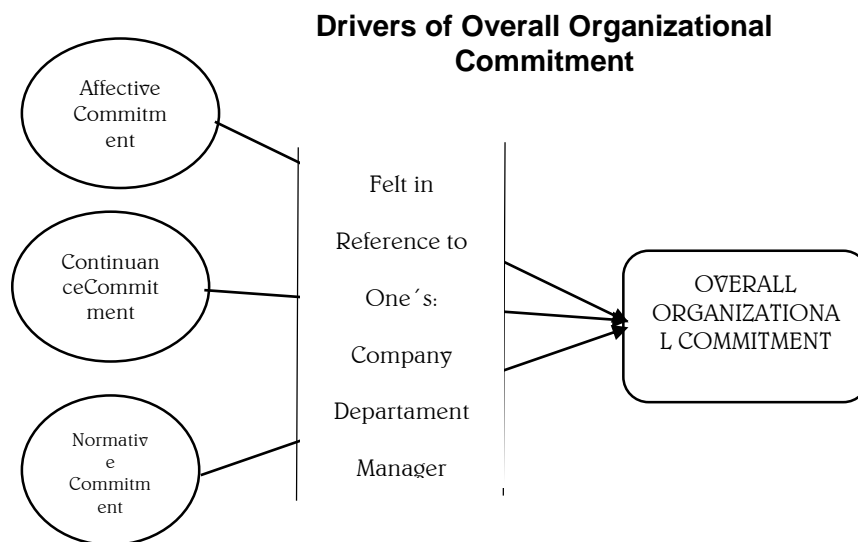 Drivers of Overall Organizational
Commitment
Affective
Commitm
ent
Continuan
ceCommit
ment
Normativ
e
Commitm
ent
Felt in
Reference to
One´s:
Company
Departament
Manager
OVERALL
ORGANIZATIONA
L COMMITMENT